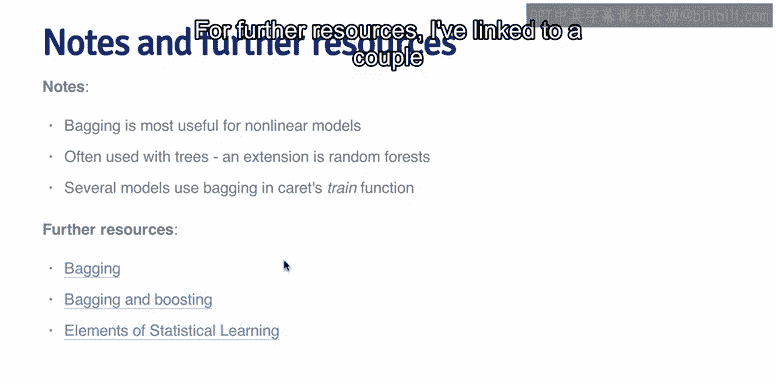 Notes and further resources
For further resources, I've linked to a
couple
Notes:
Bagging is most useful for nonlinear models
Often used with trees - an extension is random forests
Several models use bagging in caret's train function
Further resources:
Bagging
Bagging and boosting
Elements of Statistical Learning